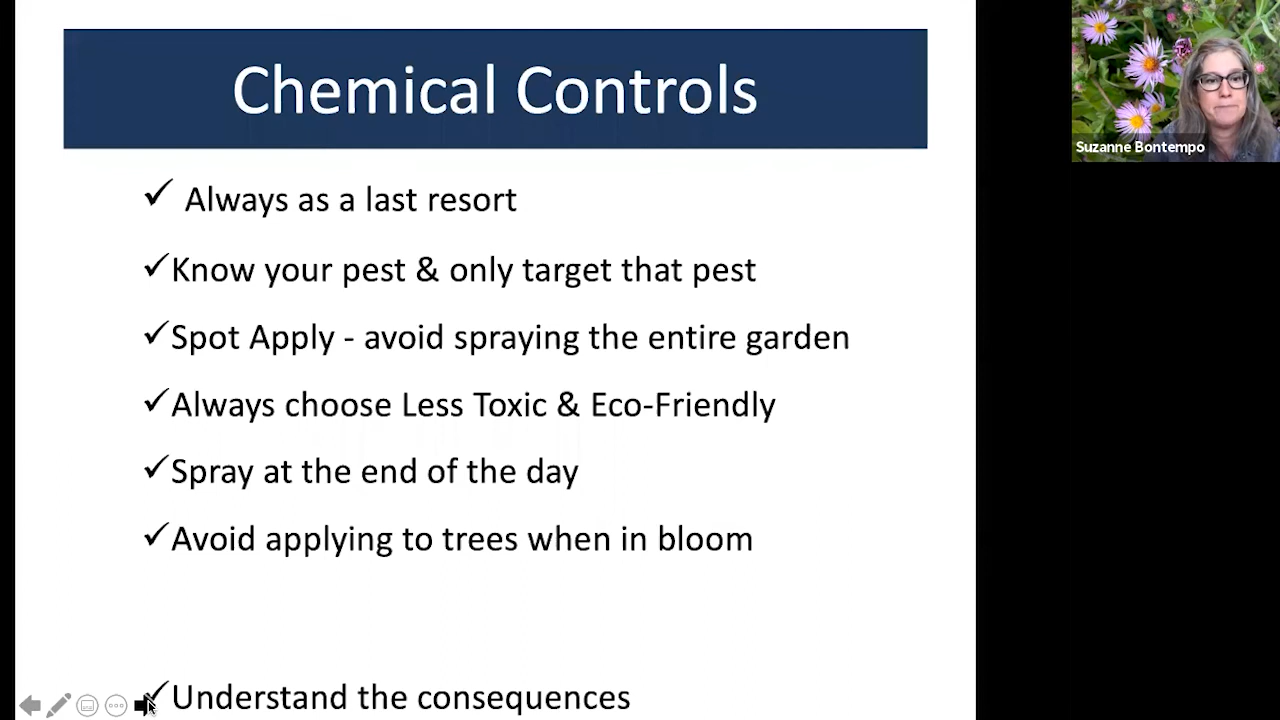 Chemical Controls
✓ Always as a last resort
✓Know your pest & only target that pest
✓Spot Apply - avoid spraying the entire garden
✓Always choose Less Toxic & Eco-Friendly
✓Spray at the end of the day
✓Avoid applying to trees when in bloom
✓Understand the consequences
Suzanne Bontempo